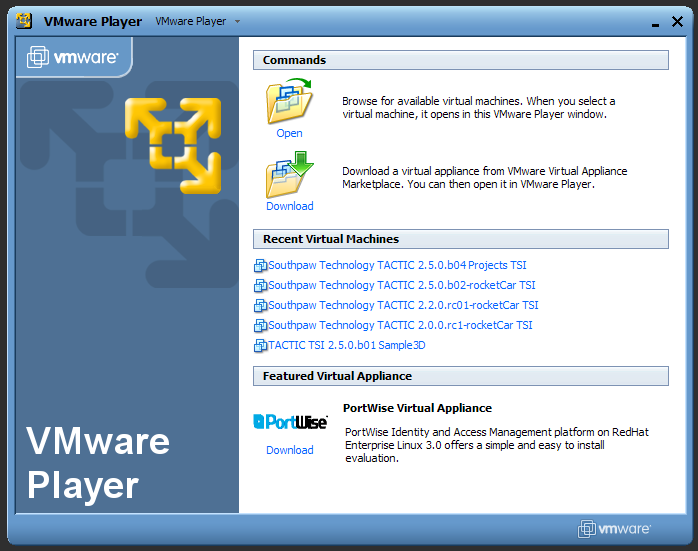 VMware Player VMware Player
vmware
Commands
Open
Browse for available virtual machines. When you select a
virtual machine, it opens in this VMware Player window.
Download
Download a virtual appliance from VMware Virtual Appliance
Marketplace. You can then open it in VMware Player.
Recent Virtual Machines
Southpaw Technology TACTIC 2.5.0.b04 Projects TSI
Southpaw Technology TACTIC 2.5.0.b02-rocketCar TSI
Southpaw Technology TACTIC 2.2.0.rc01-rocketCar TSI
Southpaw Technology TACTIC 2.0.0.rc1-rocketCar TSI
TACTIC TSI 2.5.0.b01 Sample3D
Featured Virtual Appliance
PortWise
Download
PortWise Virtual Appliance
PortWise Identity and Access Management platform on RedHat
Enterprise Linux 3.0 offers a simple and easy to install
evaluation.
VMware
Player
vmware